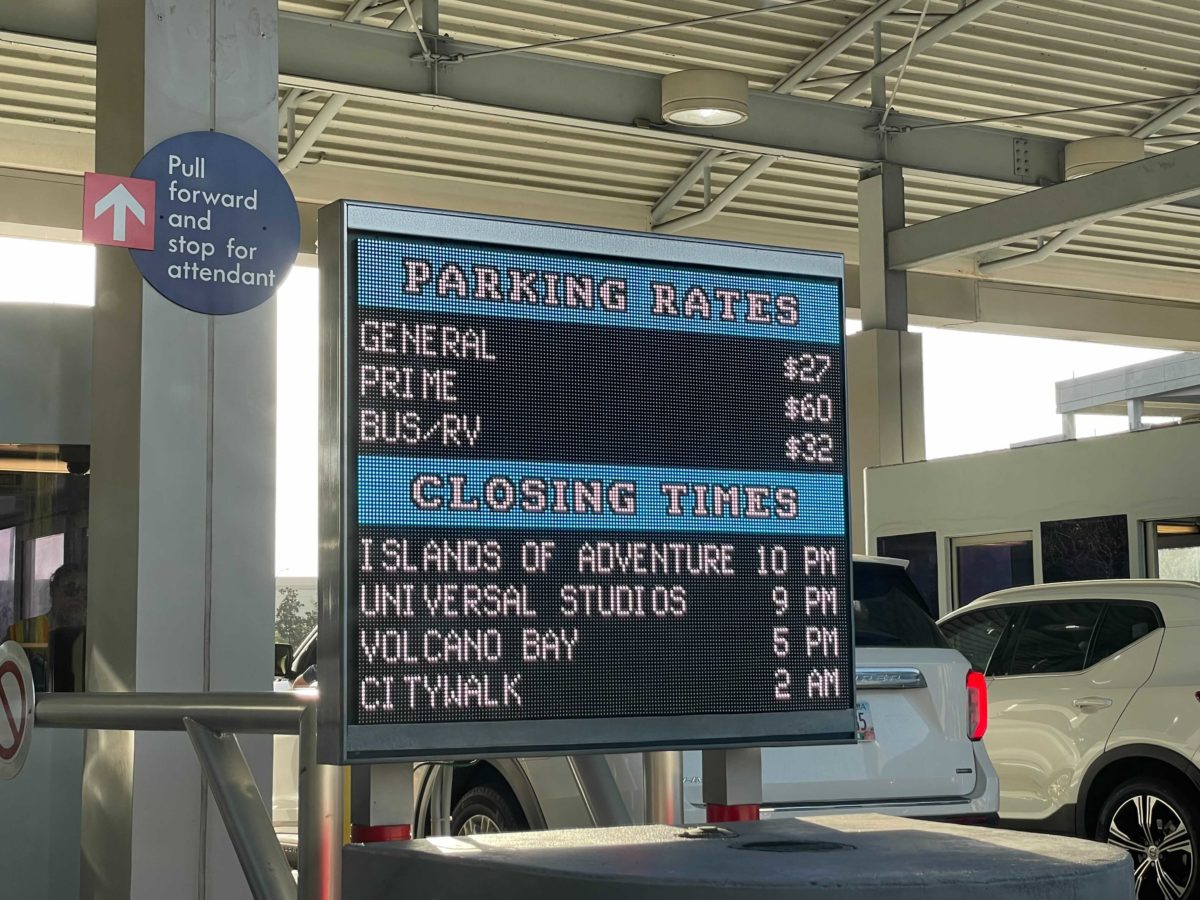 Pull
forward
and
stop for
attendant
PARKING RATES
GENERAL $27
PRIME $60
BUS/RV $32
CLOSING TIMES
ISLANDS OF ADVENTURE 10 PM
UNIVERSAL STUDIOS 9 PM
VOLCANO BAY 5 PM
CITYWALK 2 AM